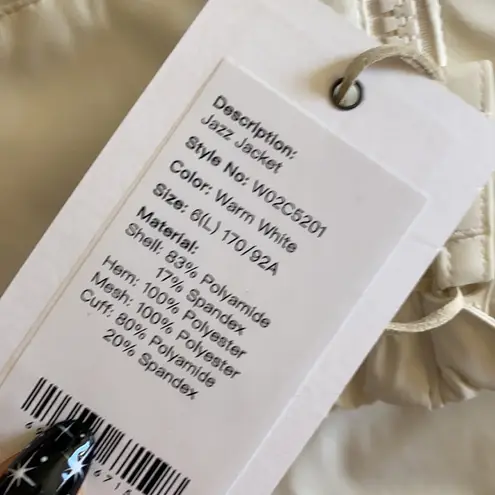 Description:
Jazz Jacket
Style No: W02C5201
Color: Warm White
Size: 6(L) 170/92A
Material:
Shell: 83% Polyamide
17% Spandex
Hem: 100% Polyester
Mesh: 100% Polyester
Cuff: 80% Polyamide
20% Spandex